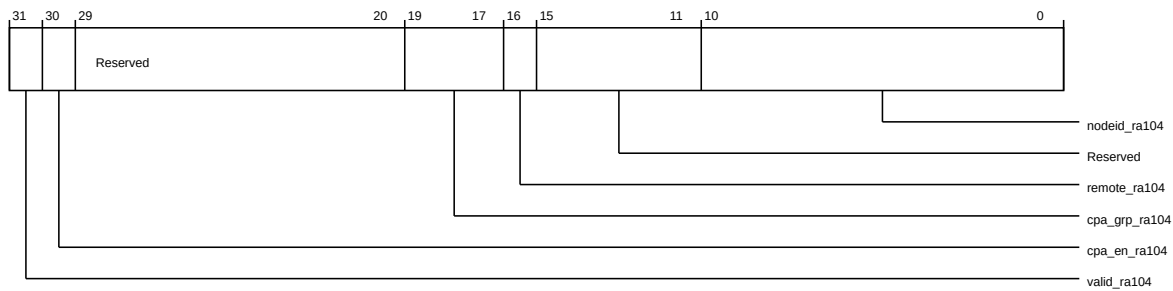 31 30 29 20 19 17 16 15 11 10 0
Reserved
nodeid_ra104
Reserved
remote_ra104
cpa_grp_ra104
cpa_en_ra104
valid_ra104